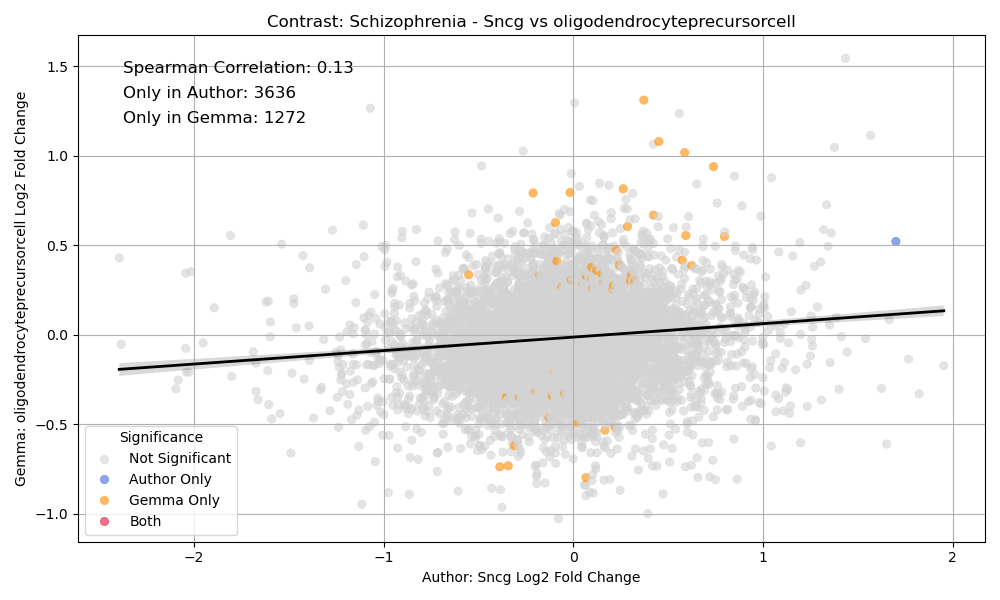 Contrast: Schizophrenia - Sncg vs oligodendrocyteprecursorcell
Gemma: oligodendrocyteprecursorcell Log2 Fold Change
1.5
1.0
0.5
0.0
−0.5
−1.0
Spearman Correlation: 0.13
Only in Author: 3636
Only in Gemma: 1272
Significance
Not Significant
Author Only
Gemma Only
Both
−2
−1
0
1
2
Author: Sncg Log2 Fold Change